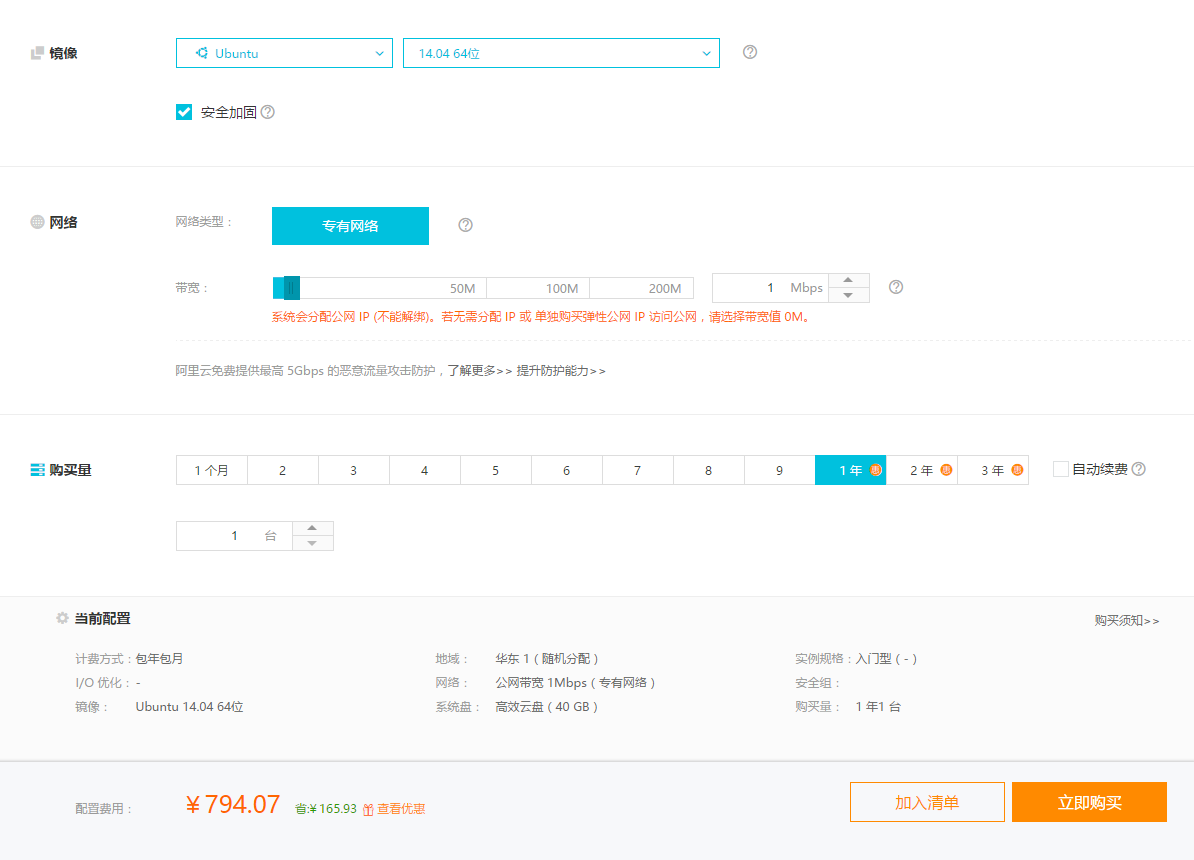 镜像 Ubuntu 14.04 64位
安全加固
网络 网络类型： 专有网络
带宽： 50M 100M 200M 1 Mbps
系统会分配公网 IP (不能解绑)。若无需分配 IP 或 单独购买弹性公网 IP 访问公网，请选择带宽值 0M。
阿里云免费提供最高 5Gbps 的恶意流量攻击防护，了解更多>> 提升防护能力>>
购买量 1 个月 2 3 4 5 6 7 8 9 1 年 惠 2 年 惠 3 年 惠 自动续费
1 台
当前配置 购买须知>>
计费方式：包年包月 地域： 华东 1（随机分配） 实例规格：入门型（ - ）
I/O 优化： - 网络： 公网带宽 1Mbps（专有网络） 安全组：
镜像： Ubuntu 14.04 64位 系统盘： 高效云盘（40 GB） 购买量： 1 年1 台
配置费用： ¥ 794.07 省:¥ 165.93 查看优惠 加入清单 立即购买